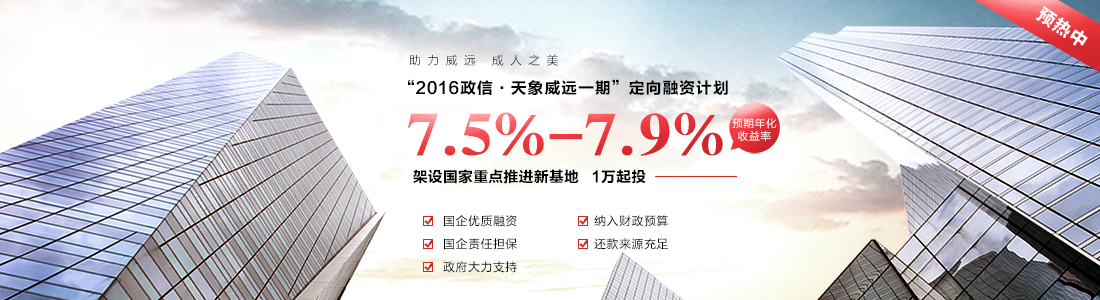 预热中
助力威远 成人之美
“2016政信·天象威远一期”定向融资计划
7.5%–7.9%
预期年化
收益率
架设国家重点推进新基地 1万起投
国企优质融资
纳入财政预算
国企责任担保
还款来源充足
政府大力支持